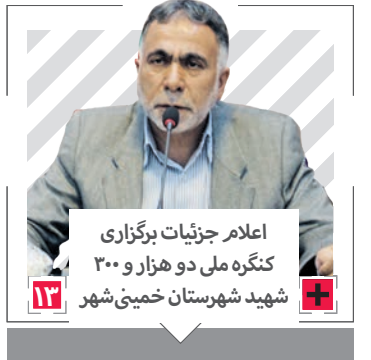 اعلام جزئیات برگزاری
کنگره ملی دو هزار و ۳۰۰
شهید شهرستان خمینی‌شهر
۱۳